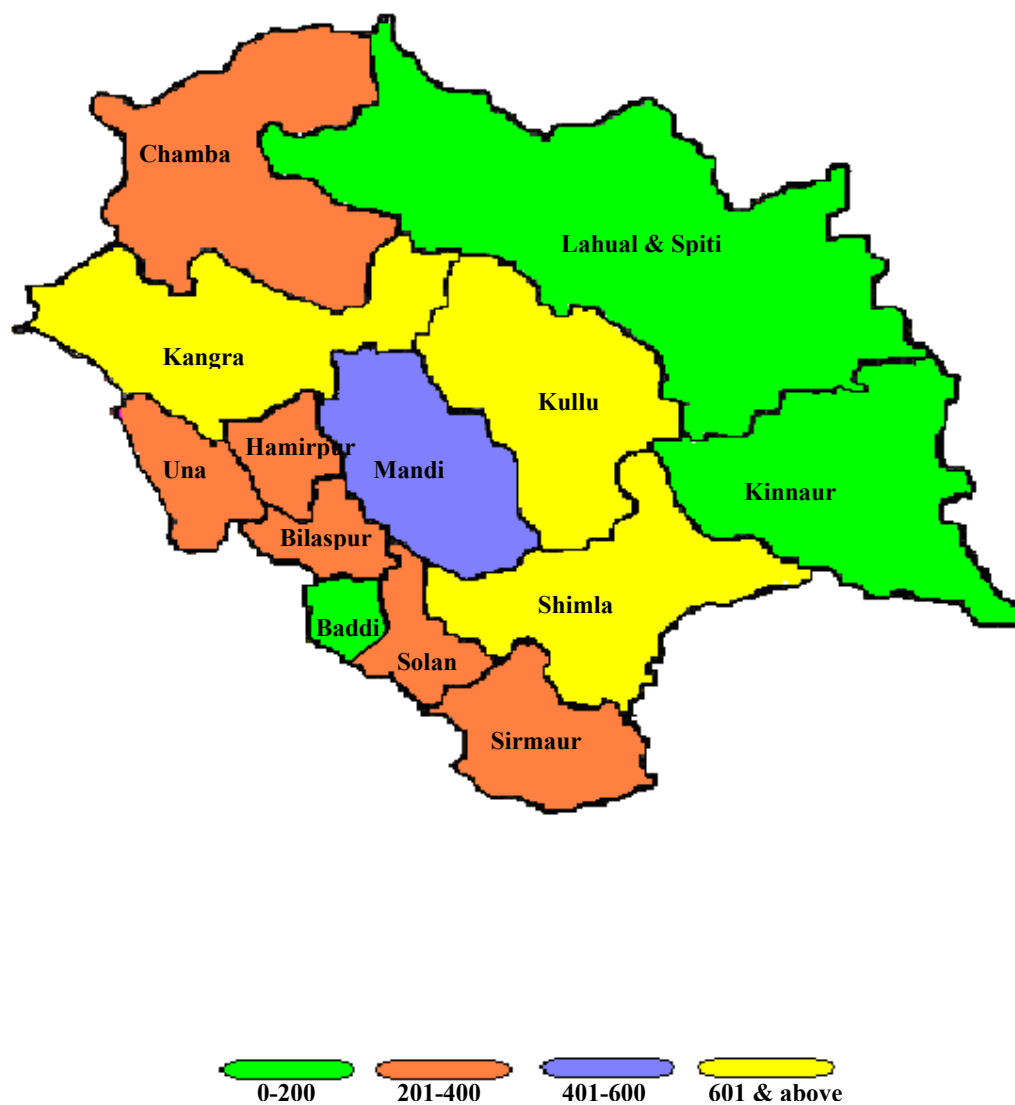 Chamba
Lahual & Spiti
Kangra
Kullu
Hamirpur
Una
Mandi
Kinnaur
Bilaspur
Shimla
Baddi
Solan
Sirmaur
0-200 201-400 401-600 601 & above